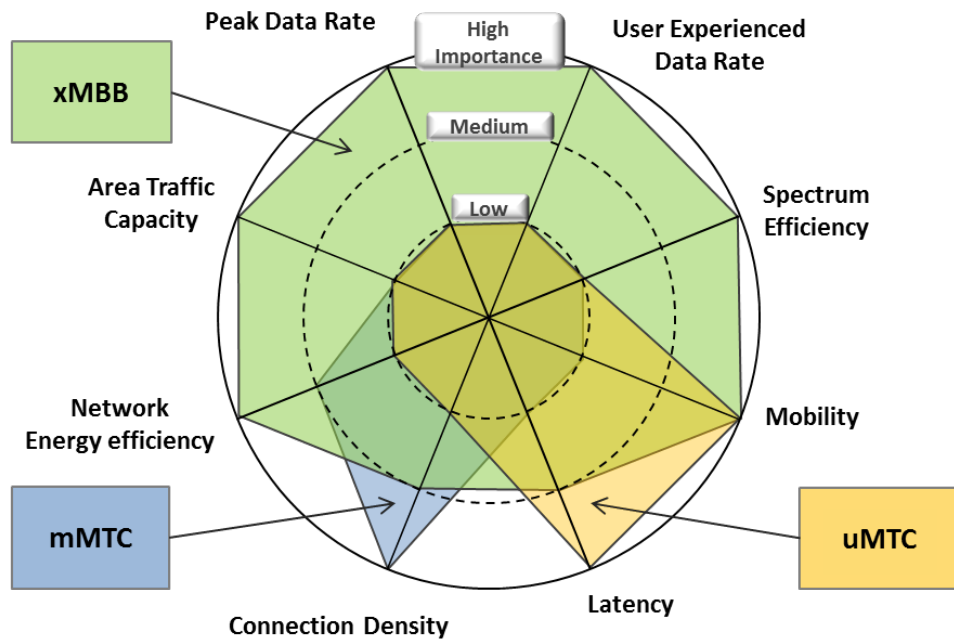 Peak Data Rate
High
Importance
User Experienced
Data Rate
xMBB
Medium
Area Traffic
Capacity
Low
Spectrum
Efficiency
Network
Energy efficiency
Mobility
mMTC
uMTC
Latency
Connection Density